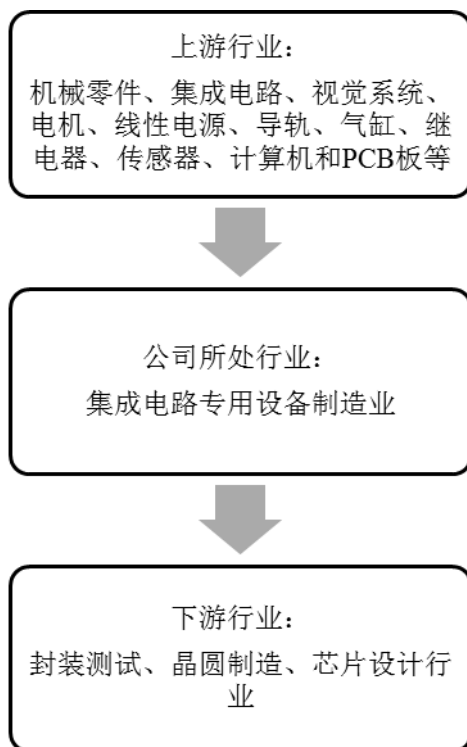 上游行业：
机械零件、集成电路、视觉系统、
电机、线性电源、导轨、气缸、继
电器、传感器、计算机和PCB板等
公司所处行业：
集成电路专用设备制造业
下游行业：
封装测试、晶圆制造、芯片设计行
业